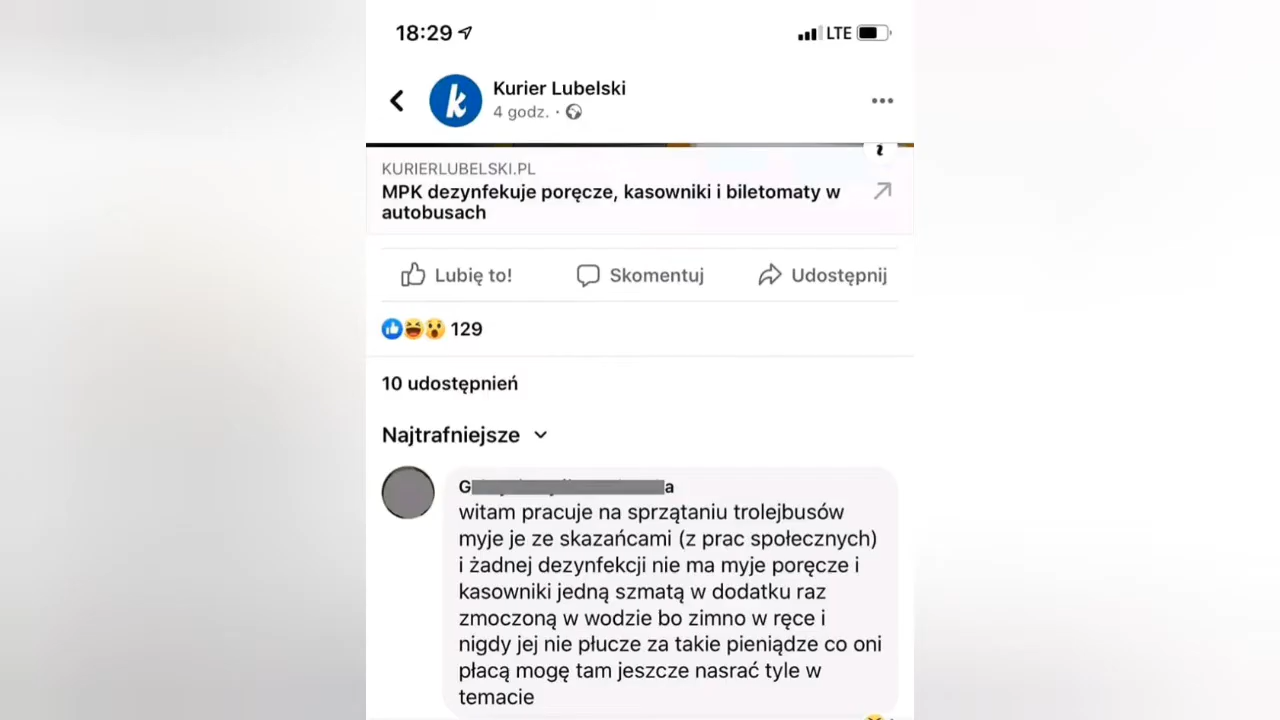 18:29
LTE
Kurier Lubelski
4 godz. ·
KURIERLUBELSKI.PL
MPK dezynfekuje poręcze, kasowniki i biletomaty w
autobusach
Lubię to!
Skomentuj
Udostępnij
129
10 udostępnień
Najtrafniejsze
G a
witam pracuje na sprzątaniu trolejbusów
myje je ze skazańcami (z prac społecznych)
i żadnej dezynfekcji nie ma myje poręcze i
kasowniki jedną szmatą w dodatku raz
zmoczoną w wodzie bo zimno w ręce i
nigdy jej nie płucze za takie pieniądze co oni
płacą mogę tam jeszcze nasrać tyle w
temacie